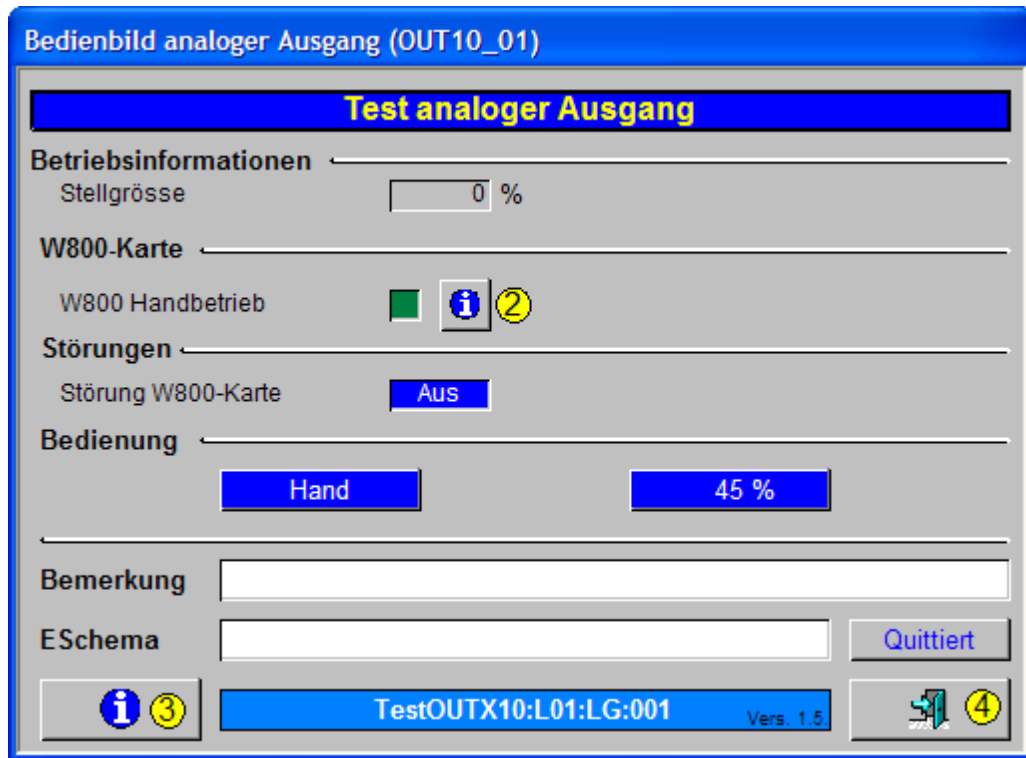 Bedienbild analoger Ausgang (OUT10_01)
Test analoger Ausgang
Betriebsinformationen
Stellgrösse 0 %
W800-Karte
W800 Handbetrieb i 2
Störungen
Störung W800-Karte Aus
Bedienung
Hand 45 %
Bemerkung
ESchema Quittiert
i 3 TestOUTX10:L01:LG:001 Vers. 1.5. 4